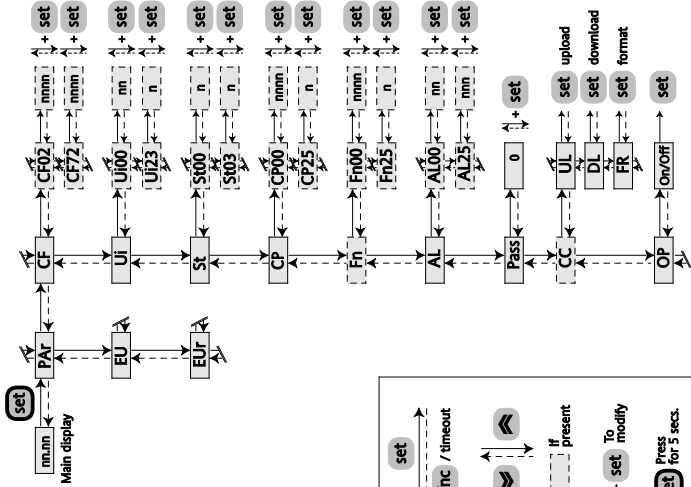 set
nn.nn
Main display
PAr
EU
EUr
CF
CF02
nnnn
+ set
CF72
nnnn
+ set
Ui
Ui00
nn
+ set
Ui23
n
+ set
St
St00
n
+ set
St03
n
+ set
CP
CP00
nnnn
+ set
CP25
n
+ set
Fn
Fn00
nnnn
+ set
Fn25
n
+ set
AL
AL00
nn
+ set
AL25
nnn
+ set
Pass
0
+ set
CC
UL
set
upload
DL
set
download
FR
set
format
OP
On/Off
set
set
nc / timeout
If
present
set
To
modify
et
Press
for 5 secs.